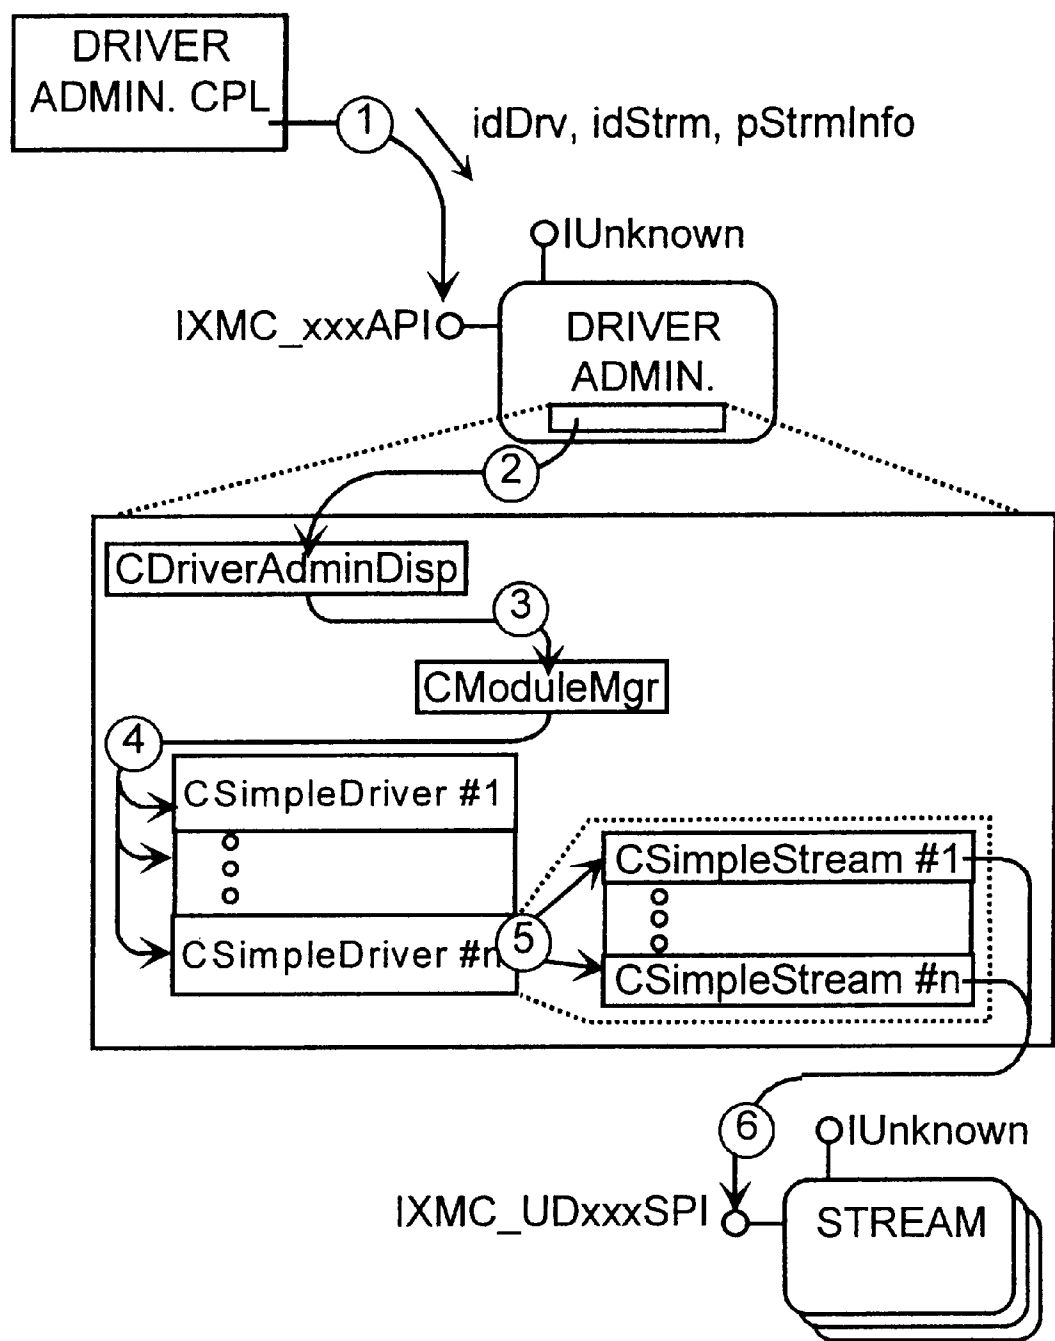 DRIVER
ADMIN. CPL
1
idDrv, idStrm, pStrmInfo
IUnknown
IXMC_xxxAPI
DRIVER
ADMIN.
2
CDriverAdminDisp
3
CModuleMgr
4
CSimpleDriver #1
CSimpleStream #1
CSimpleDriver #n
5
CSimpleStream #n
6
IUnknown
IXMC_UDxxxSPI
STREAM